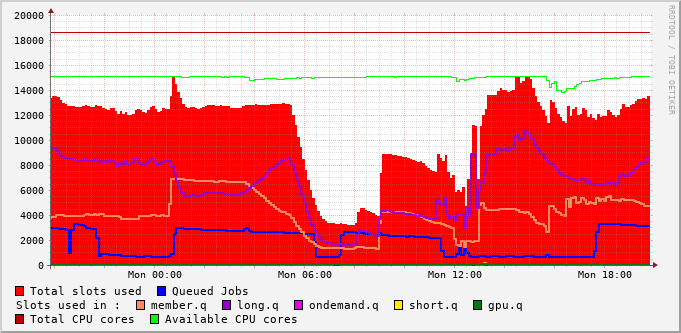 20000
18000
16000
14000
12000
10000
8000
6000
4000
2000
0
Mon 00:00 Mon 06:00 Mon 12:00 Mon 18:00
RRDTOOL / TOBI OETIKER
Total slots used Queued Jobs
Slots used in : member.q long.q ondemand.q short.q gpu.q
Total CPU cores Available CPU cores